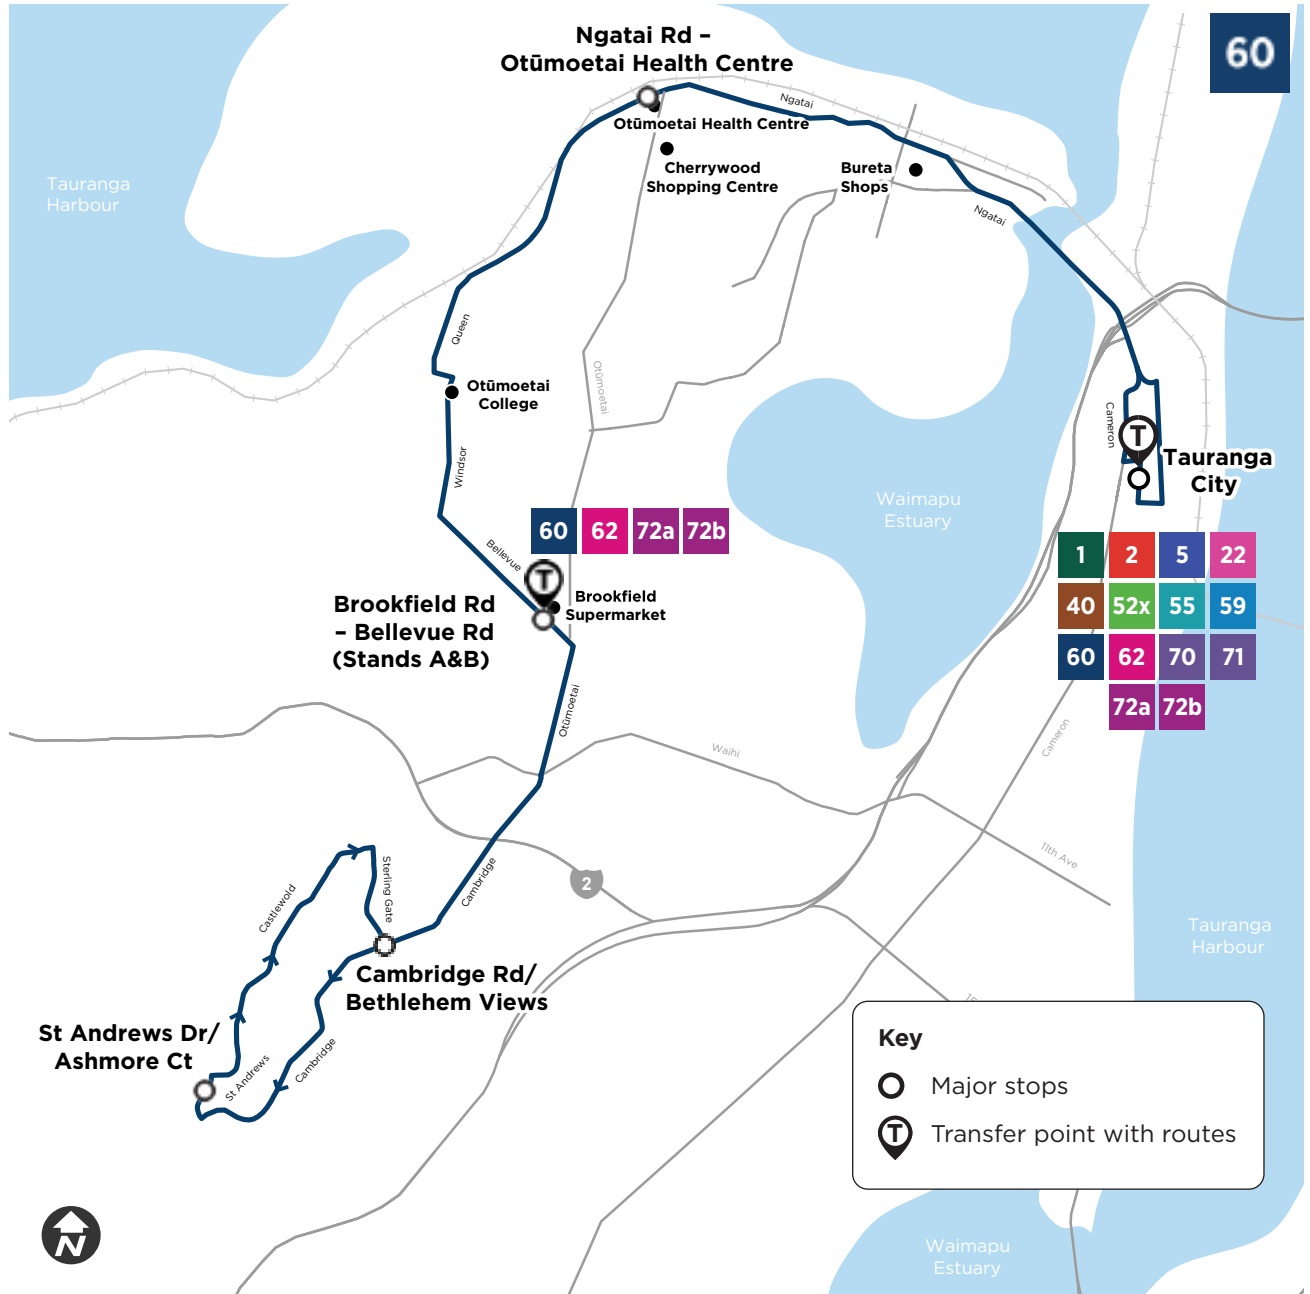 Ngatai Rd –
Otūmoetai Health Centre
60
Ngatai
Otūmoetai Health Centre
Cherrywood
Shopping Centre
Bureta
Shops
Tauranga
Harbour
Ngatai
Queen
Otūmoetai
College
Otūmoetai
Cameron
T
Tauranga
City
Windsor
Waimapu
Estuary
60 62 72a 72b
Bellevue
T
Brookfield
Supermarket
Brookfield Rd
– Bellevue Rd
(Stands A&B)
1 2 5 22
40 52x 55 59
60 62 70 71
72a 72b
Otūmoetai
Waihi
Cameron
11th Ave
2
Cambridge
Sterling Gate
Castlewold
Tauranga
Harbour
Cambridge Rd/
Bethlehem Views
St Andrews Dr/
Ashmore Ct
St Andrews
Cambridge
Key
Major stops
T Transfer point with routes
N
Waimapu
Estuary